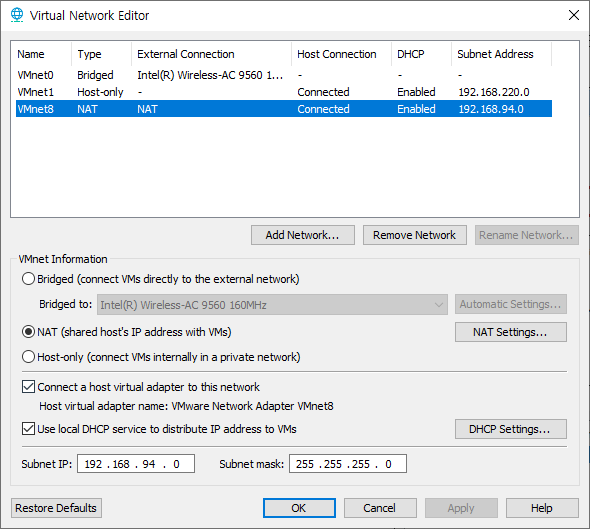 Virtual Network Editor
Name Type External Connection Host Connection DHCP Subnet Address
VMnet0 Bridged Intel(R) Wireless-AC 9560 1... - - -
VMnet1 Host-only - Connected Enabled 192.168.220.0
VMnet8 NAT NAT Connected Enabled 192.168.94.0
Add Network... Remove Network Rename Network...
VMnet Information
Bridged (connect VMs directly to the external network)
Bridged to: Intel(R) Wireless-AC 9560 160MHz Automatic Settings...
NAT (shared host's IP address with VMs) NAT Settings...
Host-only (connect VMs internally in a private network)
Connect a host virtual adapter to this network
Host virtual adapter name: VMware Network Adapter VMnet8
Use local DHCP service to distribute IP address to VMs DHCP Settings...
Subnet IP: 192 . 168 . 94 . 0 Subnet mask: 255 . 255 . 255 . 0
Restore Defaults OK Cancel Apply Help